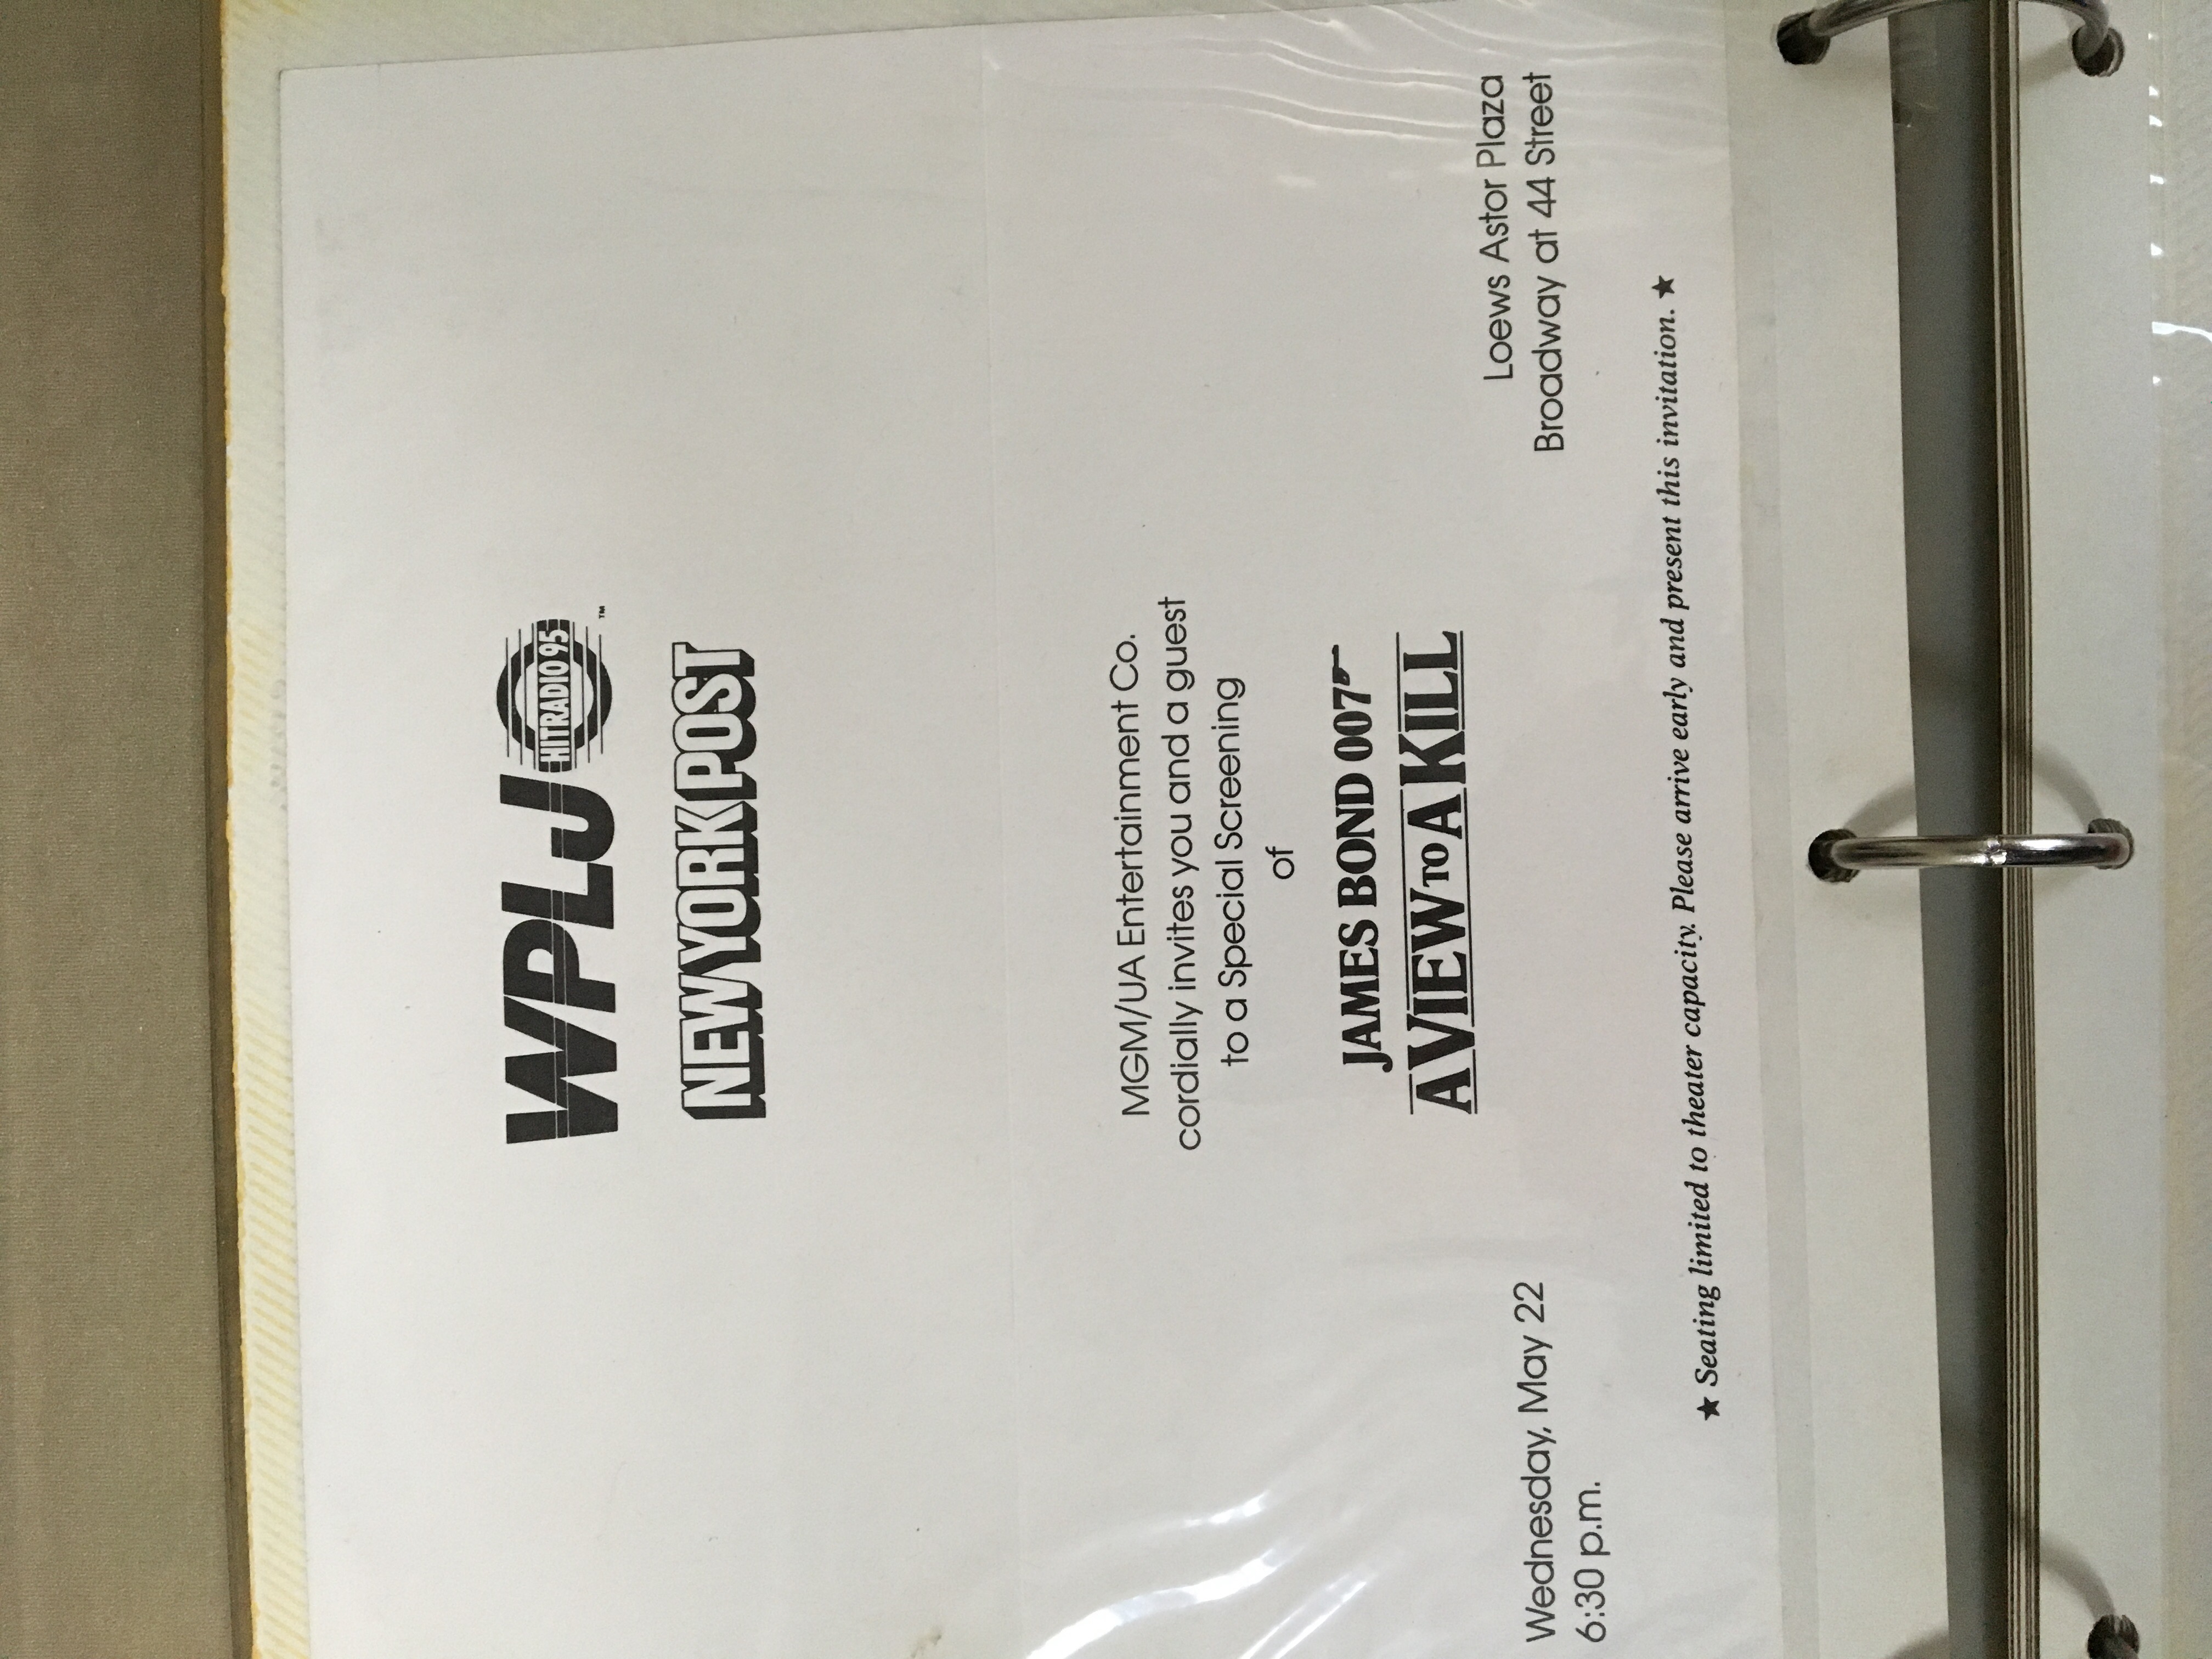 WPLJ HITRADIO 95 ™
NEW YORK POST
MGM/UA Entertainment Co.
cordially invites you and a guest
to a Special Screening
of
JAMES BOND 007
A VIEW TO A KILL
Wednesday, May 22
6:30 p.m.
Loews Astor Plaza
Broadway at 44 Street
★ Seating limited to theater capacity. Please arrive early and present this invitation. ★